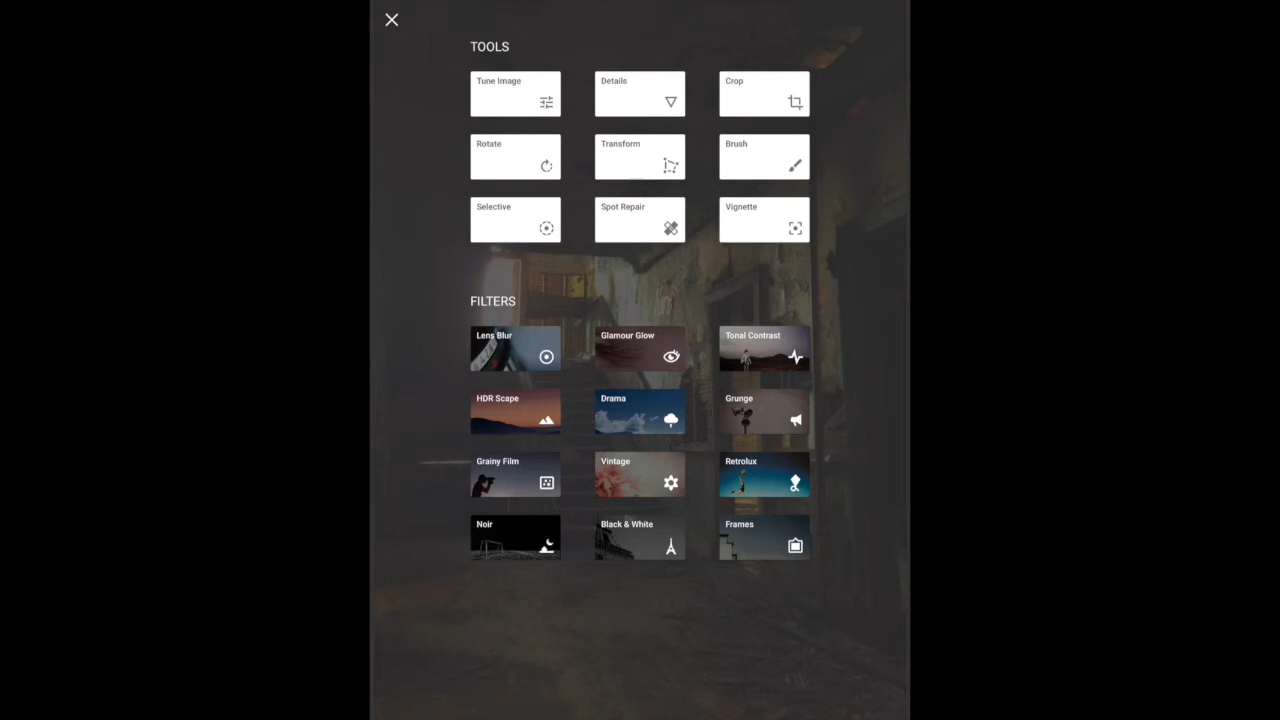 TOOLS
Tune Image
Details
Crop
Rotate
Transform
Brush
Selective
Spot Repair
Vignette
FILTERS
Lens Blur
Glamour Glow
Tonal Contrast
HDR Scape
Drama
Grunge
Grainy Film
Vintage
Retrolux
Noir
Black & White
Frames